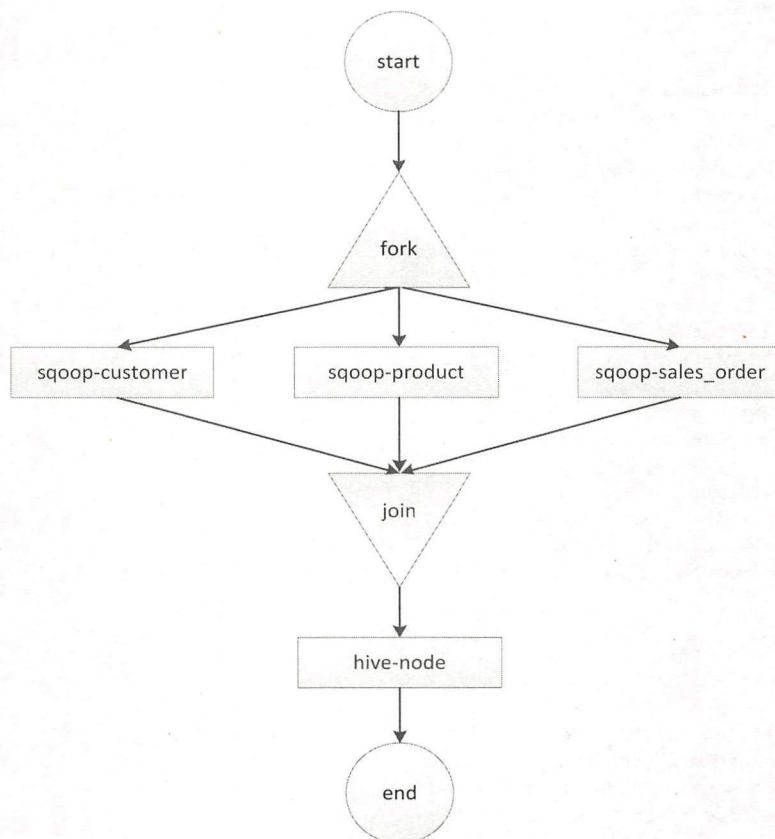 start
fork
sqoop-customer
sqoop-product
sqoop-sales_order
join
hive-node
end